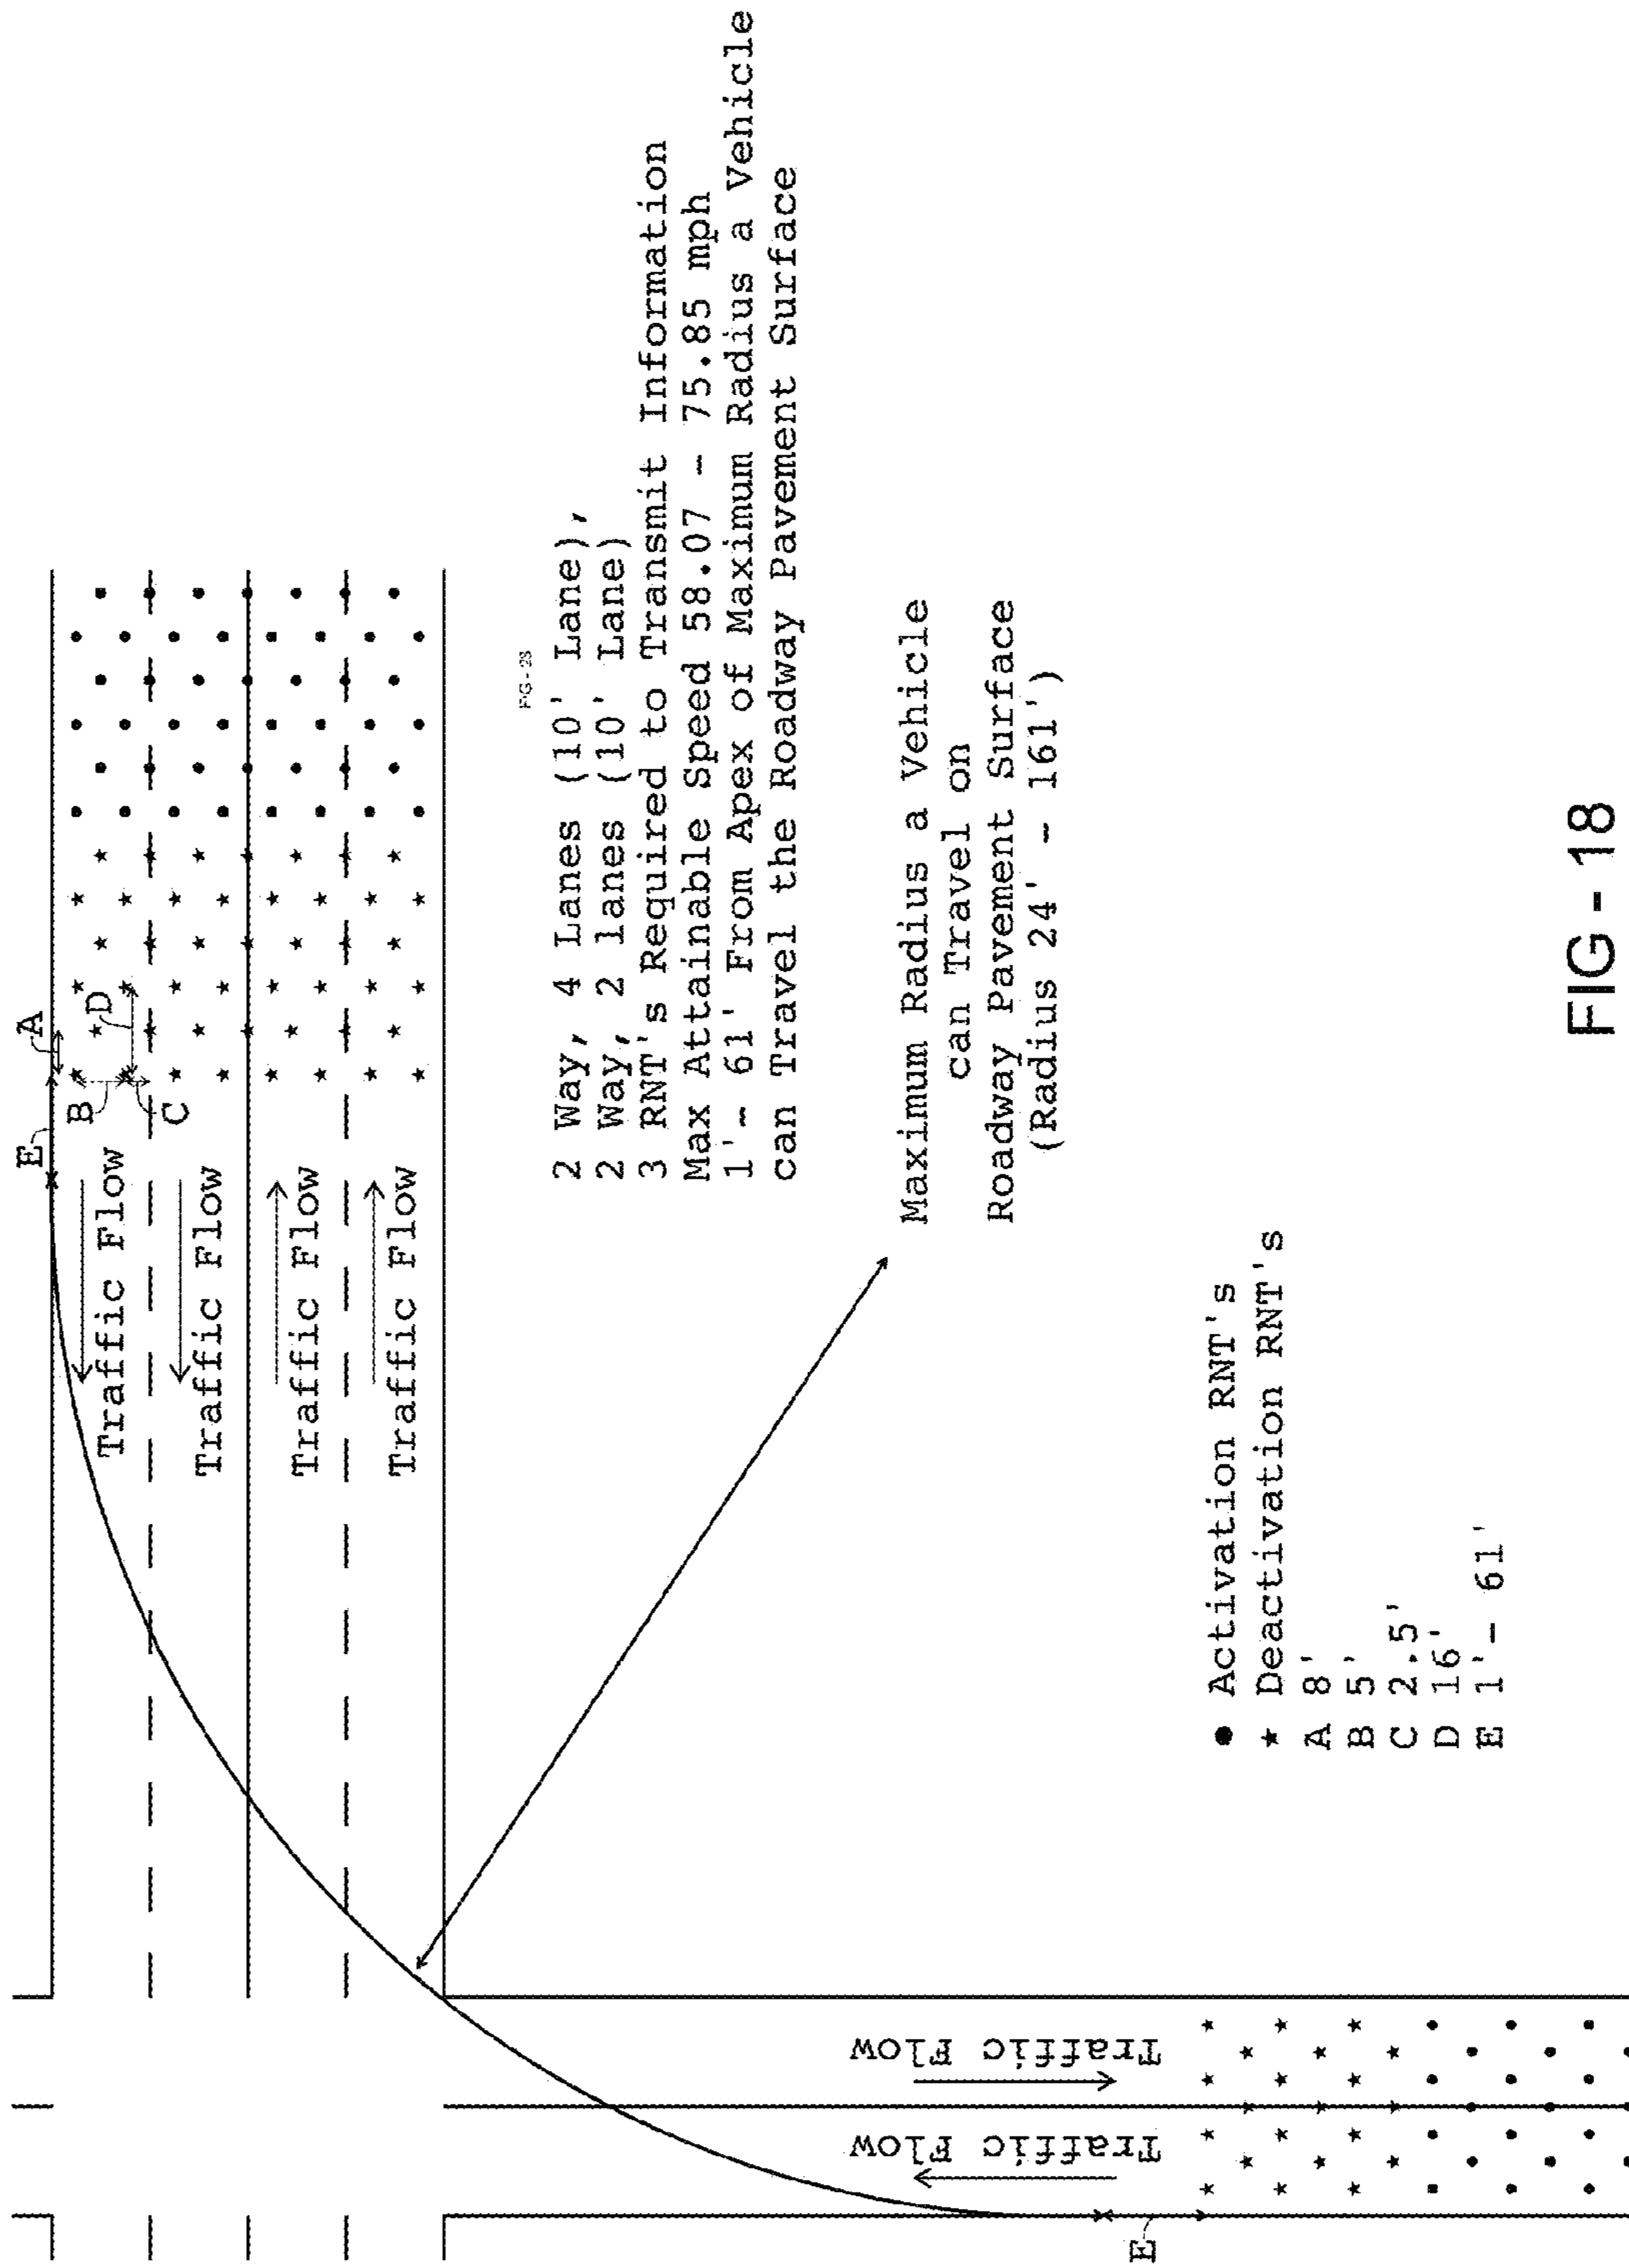 E
A
B
D
C
Traffic Flow
Traffic Flow
Traffic Flow
Traffic Flow
FIG-28
2 Way, 4 Lanes (10' Lane),
2 Way, 2 lanes (10' Lane)
3 RNT's Required to Transmit Information
Max Attainable Speed 58.07 - 75.85 mph
1'- 61' From Apex of Maximum Radius a Vehicle
can Travel the Roadway Pavement Surface
Maximum Radius a Vehicle
can Travel on
Roadway Pavement Surface
(Radius 24' - 161')
Traffic Flow
Traffic Flow
E
Activation RNT's
Deactivation RNT's
A 8'
B 5'
C 2.5'
D 16'
E 1'- 61'
FIG - 18